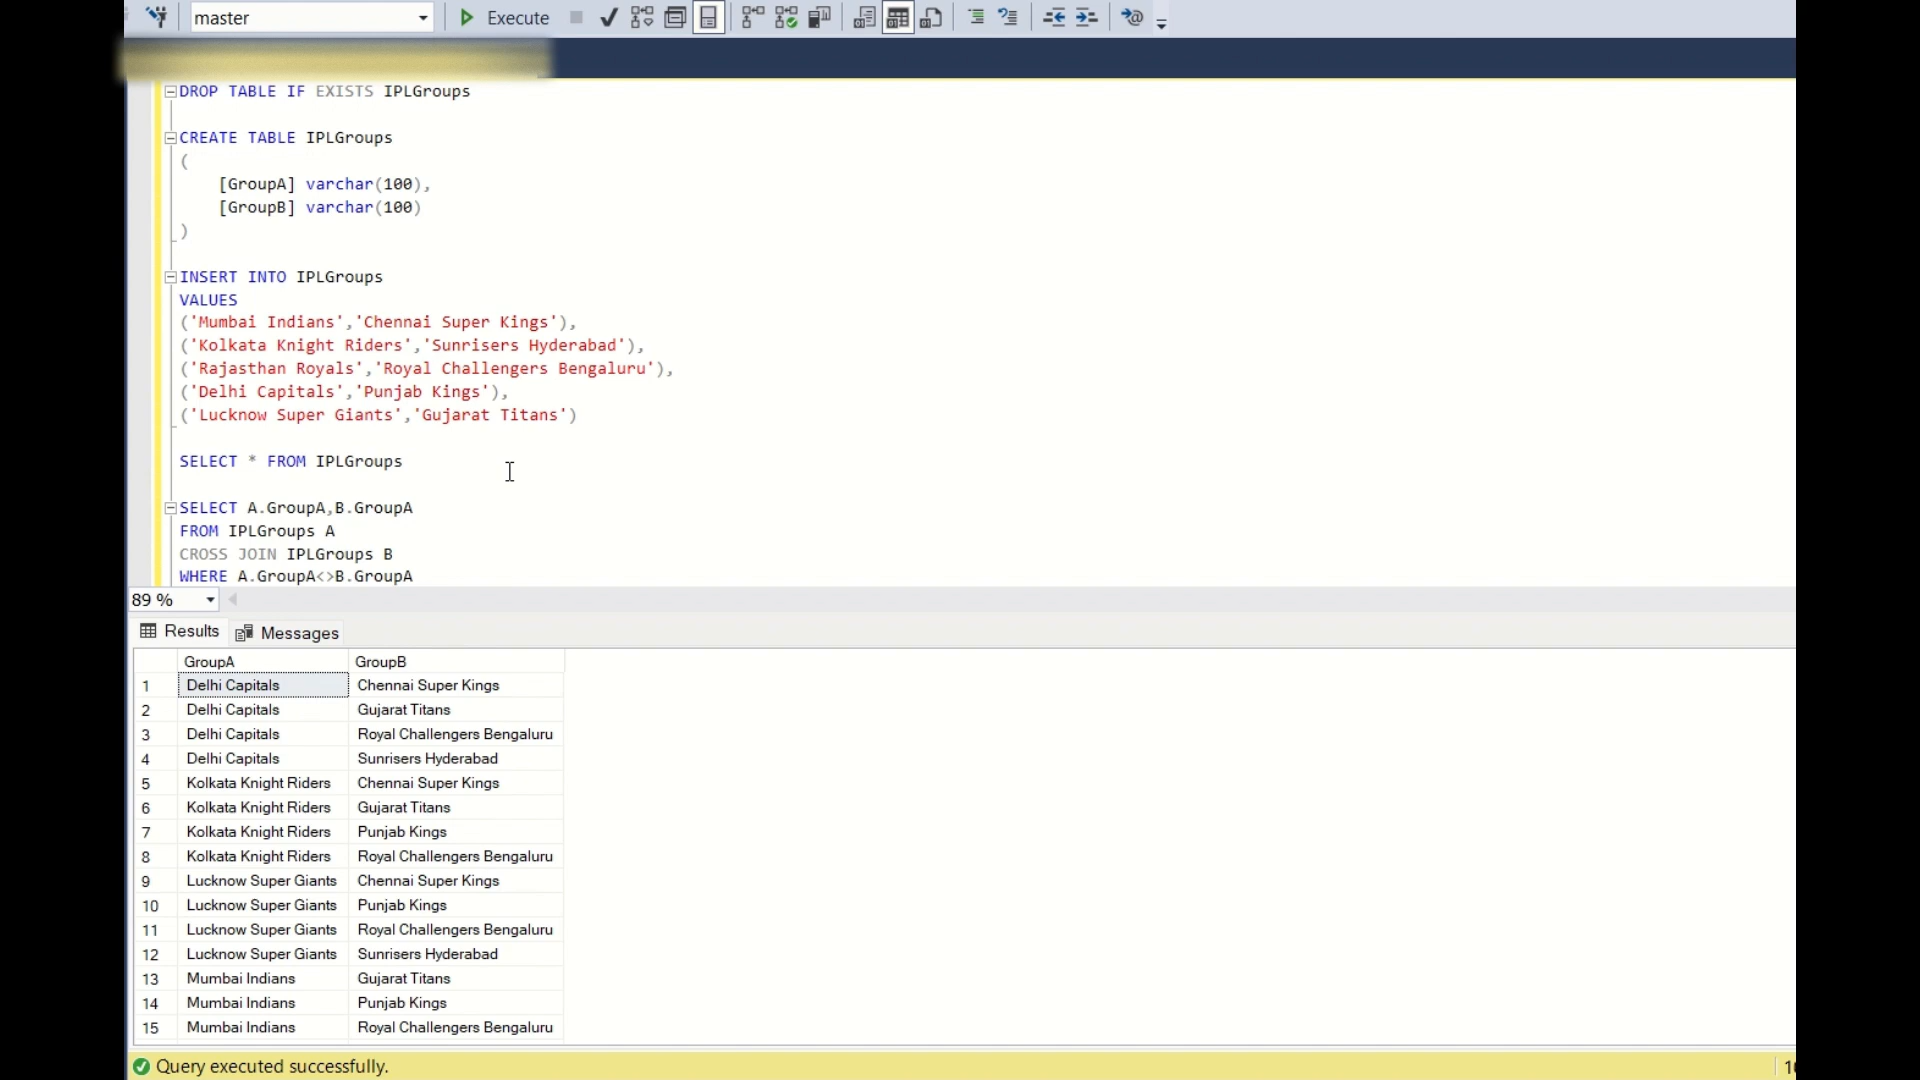 master Execute
DROP TABLE IF EXISTS IPLGroups
CREATE TABLE IPLGroups
(
[GroupA] varchar(100),
[GroupB] varchar(100)
)
INSERT INTO IPLGroups
VALUES
('Mumbai Indians','Chennai Super Kings'),
('Kolkata Knight Riders','Sunrisers Hyderabad'),
('Rajasthan Royals','Royal Challengers Bengaluru'),
('Delhi Capitals','Punjab Kings'),
('Lucknow Super Giants','Gujarat Titans')
SELECT * FROM IPLGroups
SELECT A.GroupA,B.GroupA
FROM IPLGroups A
CROSS JOIN IPLGroups B
WHERE A.GroupA<>B.GroupA
89 %
Results Messages
GroupA GroupB
1 Delhi Capitals Chennai Super Kings
2 Delhi Capitals Gujarat Titans
3 Delhi Capitals Royal Challengers Bengaluru
4 Delhi Capitals Sunrisers Hyderabad
5 Kolkata Knight Riders Chennai Super Kings
6 Kolkata Knight Riders Gujarat Titans
7 Kolkata Knight Riders Punjab Kings
8 Kolkata Knight Riders Royal Challengers Bengaluru
9 Lucknow Super Giants Chennai Super Kings
10 Lucknow Super Giants Punjab Kings
11 Lucknow Super Giants Royal Challengers Bengaluru
12 Lucknow Super Giants Sunrisers Hyderabad
13 Mumbai Indians Gujarat Titans
14 Mumbai Indians Punjab Kings
15 Mumbai Indians Royal Challengers Bengaluru
Query executed successfully.